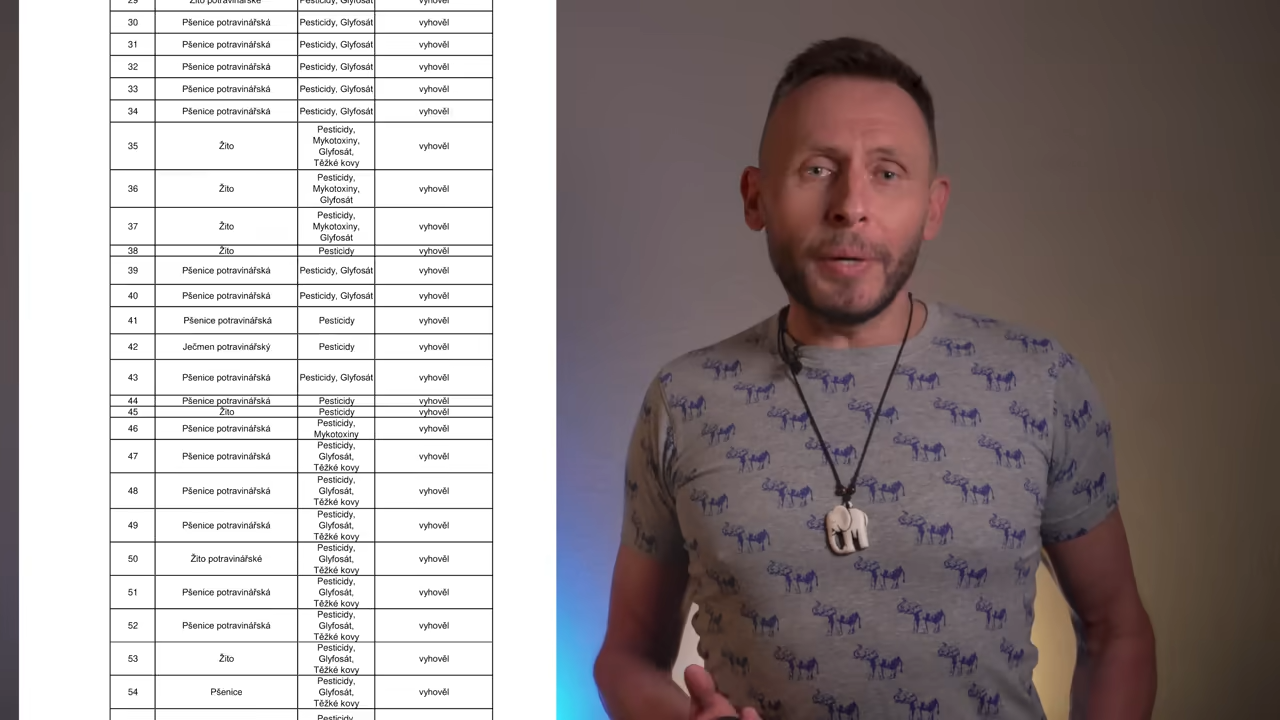 29 Žito potravinářské Pesticidy, Glyfosát vyhověl
30 Pšenice potravinářská Pesticidy, Glyfosát vyhověl
31 Pšenice potravinářská Pesticidy, Glyfosát vyhověl
32 Pšenice potravinářská Pesticidy, Glyfosát vyhověl
33 Pšenice potravinářská Pesticidy, Glyfosát vyhověl
34 Pšenice potravinářská Pesticidy, Glyfosát vyhověl
35 Žito Pesticidy, Mykotoxiny, Glyfosát, Těžké kovy vyhověl
36 Žito Pesticidy, Mykotoxiny, Glyfosát vyhověl
37 Žito Pesticidy, Mykotoxiny, Glyfosát vyhověl
38 Žito Pesticidy vyhověl
39 Pšenice potravinářská Pesticidy, Glyfosát vyhověl
40 Pšenice potravinářská Pesticidy, Glyfosát vyhověl
41 Pšenice potravinářská Pesticidy vyhověl
42 Ječmen potravinářský Pesticidy vyhověl
43 Pšenice potravinářská Pesticidy, Glyfosát vyhověl
44 Pšenice potravinářská Pesticidy vyhověl
45 Žito Pesticidy vyhověl
46 Pšenice potravinářská Pesticidy, Mykotoxiny vyhověl
47 Pšenice potravinářská Pesticidy, Glyfosát, Těžké kovy vyhověl
48 Pšenice potravinářská Pesticidy, Glyfosát, Těžké kovy vyhověl
49 Pšenice potravinářská Pesticidy, Glyfosát, Těžké kovy vyhověl
50 Žito potravinářské Pesticidy, Glyfosát, Těžké kovy vyhověl
51 Pšenice potravinářská Pesticidy, Glyfosát, Těžké kovy vyhověl
52 Pšenice potravinářská Pesticidy, Glyfosát, Těžké kovy vyhověl
53 Žito Pesticidy, Glyfosát, Těžké kovy vyhověl
54 Pšenice Pesticidy, Glyfosát, Těžké kovy vyhověl
Pesticidy,